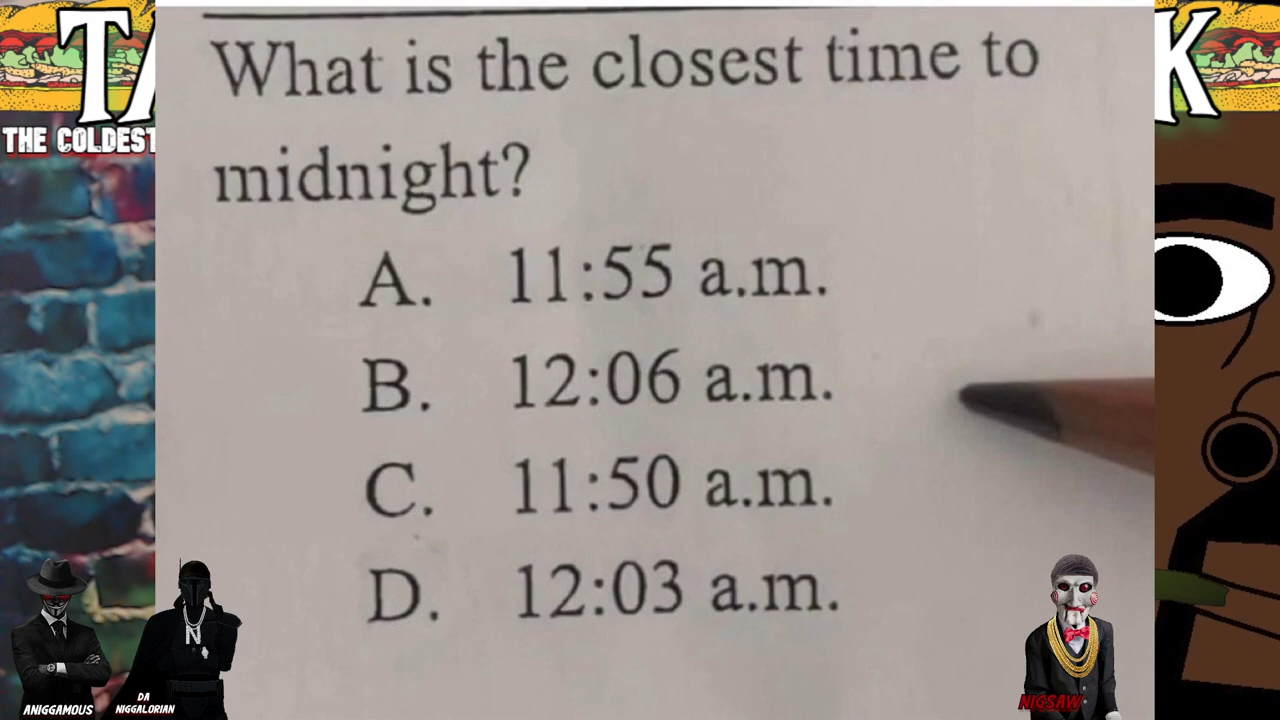 TA
K
THE COLDEST
What is the closest time to
midnight?
A. 11:55 a.m.
B. 12:06 a.m.
C. 11:50 a.m.
D. 12:03 a.m.
N
ANIGGAMOUS
DA
NIGGALORIAN
NIGSAW